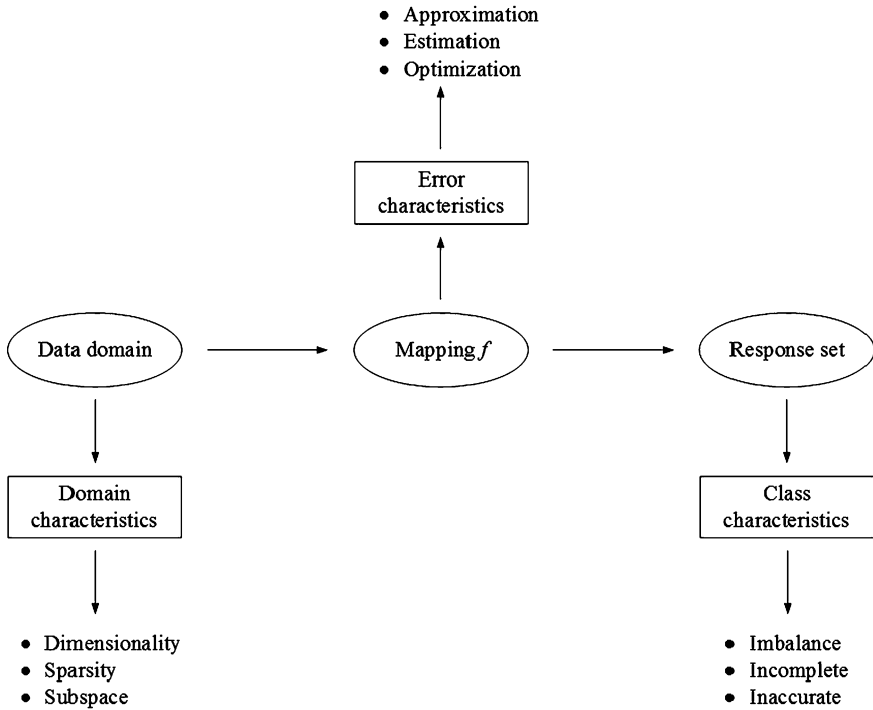 ● Approximation
● Estimation
● Optimization
Error
characteristics
Data domain
Mapping f
Response set
Domain
characteristics
Class
characteristics
● Dimensionality
● Sparsity
● Subspace
● Imbalance
● Incomplete
● Inaccurate